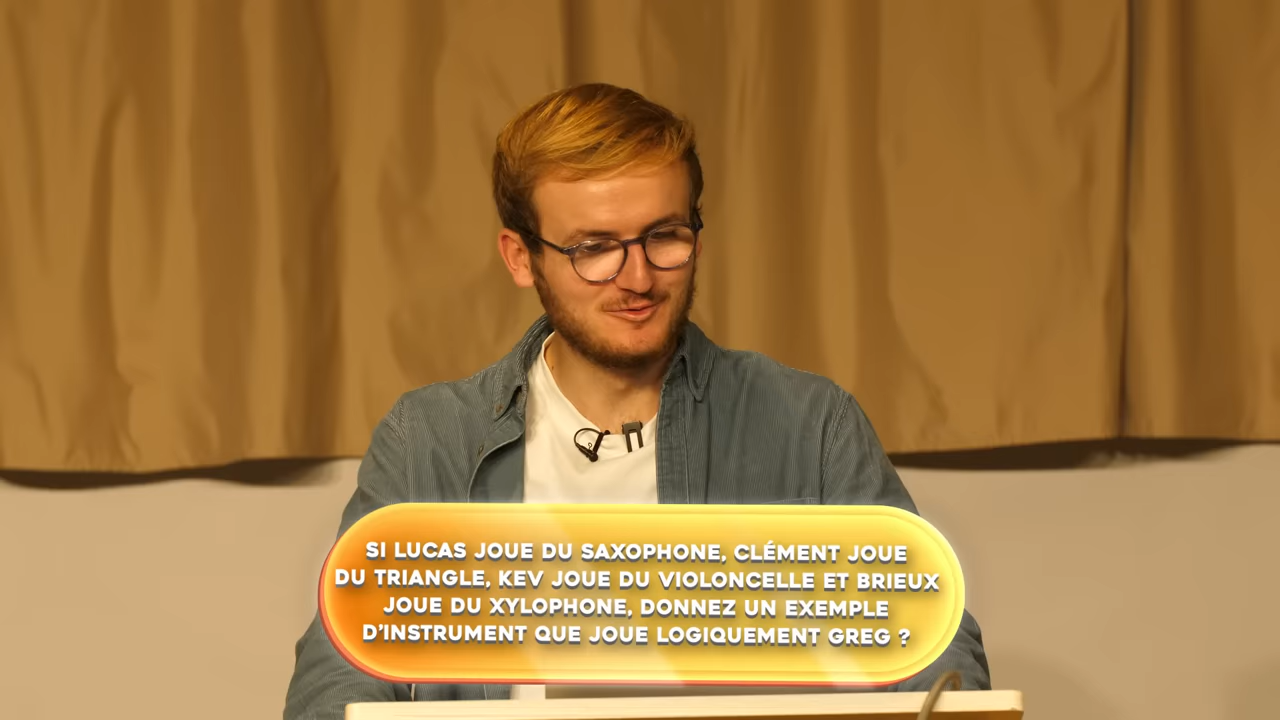 SI LUCAS JOUE DU SAXOPHONE, CLÉMENT JOUE
DU TRIANGLE, KEV JOUE DU VIOLONCELLE ET BRIEUX
JOUE DU XYLOPHONE, DONNEZ UN EXEMPLE
D'INSTRUMENT QUE JOUE LOGIQUEMENT GREG ?